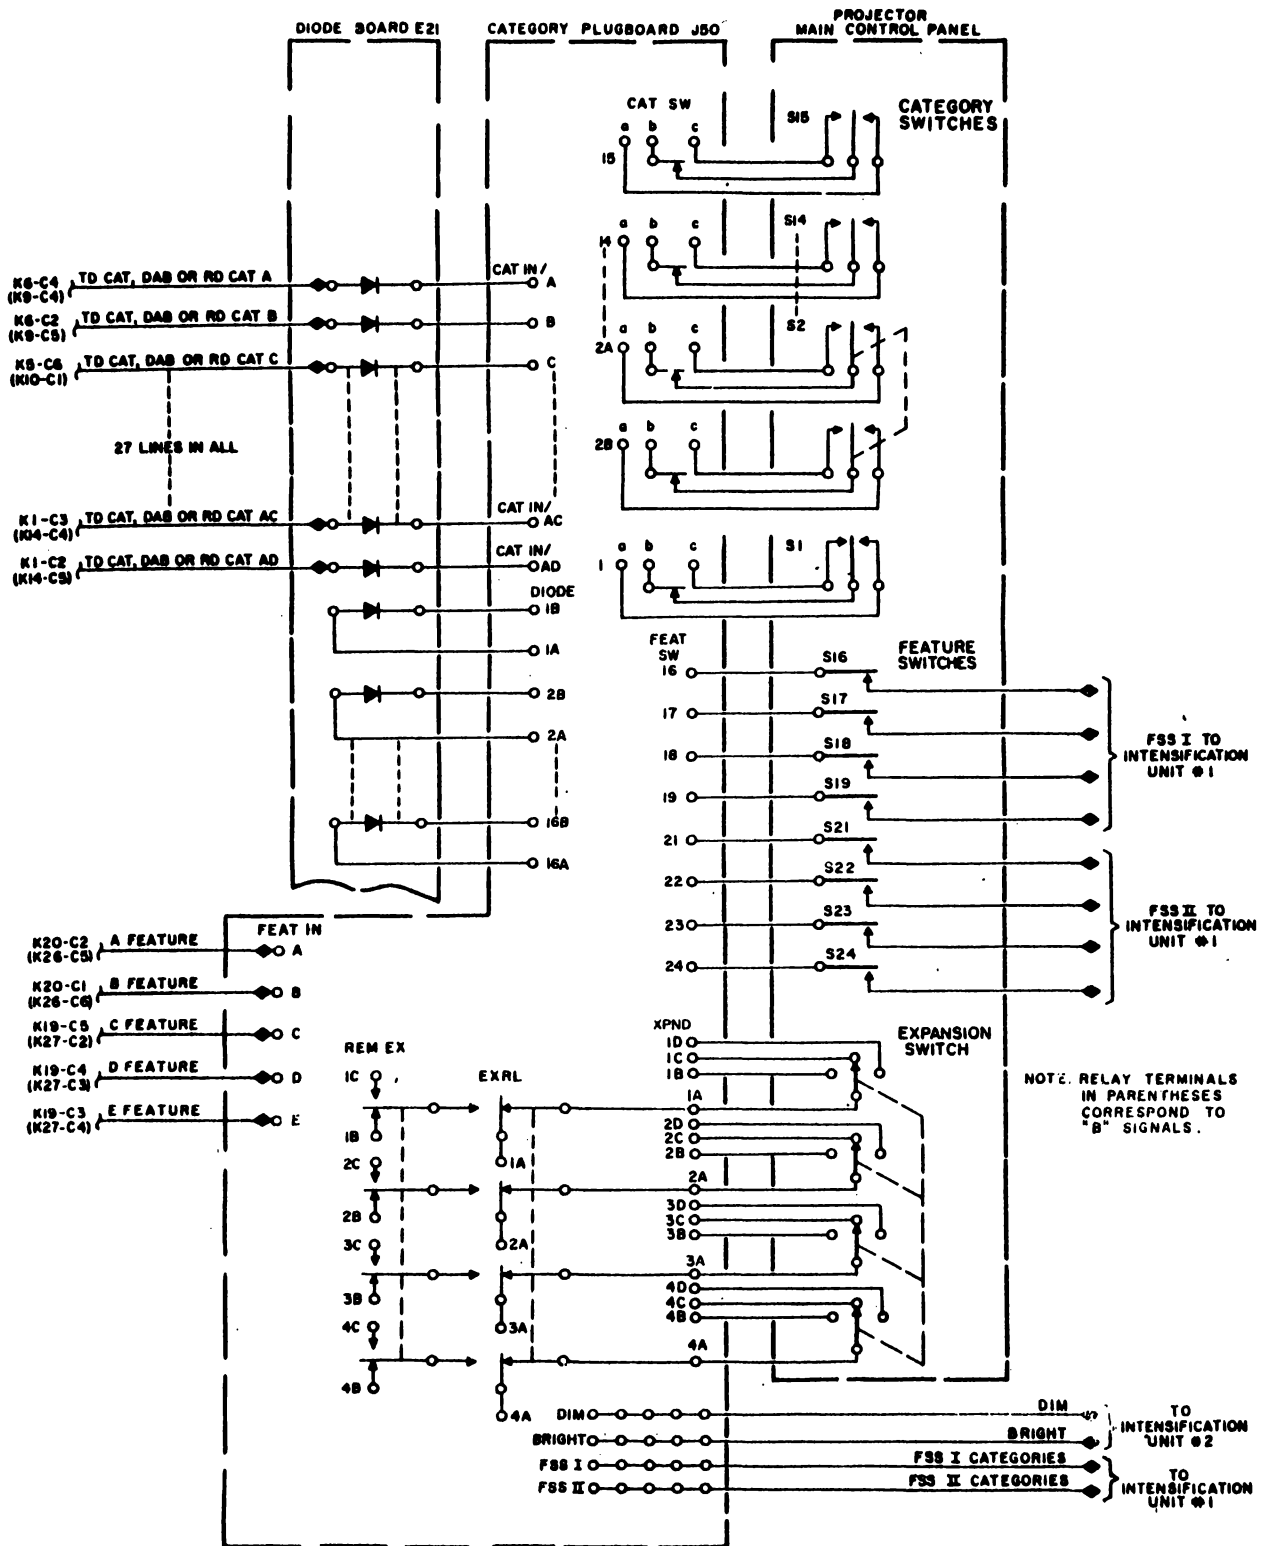 DIODE BOARD E21
CATEGORY PLUGBOARD J50
PROJECTOR
MAIN CONTROL PANEL
CAT SW
a b c
15
S15
CATEGORY
SWITCHES
a b c
14
S14
K6-C4
(K9-C4)
TD CAT, DAB OR RD CAT A
CAT IN/
A
K6-C2
(K9-C5)
TD CAT, DAB OR RD CAT B
B
a b c
2A
S2
K5-C6
(K10-C1)
TD CAT, DAB OR RD CAT C
C
27 LINES IN ALL
a b c
2B
K1-C3
(K14-C4)
TD CAT, DAB OR RD CAT AC
CAT IN/
AC
K1-C2
(K14-C5)
TD CAT, DAB OR RD CAT AD
CAT IN/
AD
a b c
1
S1
DIODE
1B
1A
2B
2A
16B
16A
FEAT
SW
FEATURE
SWITCHES
16
S16
17
S17
18
S18
19
S19
FSS I TO
INTENSIFICATION
UNIT #1
21
S21
22
S22
23
S23
24
S24
FSS II TO
INTENSIFICATION
UNIT #1
FEAT IN
K20-C2
(K26-C5)
A FEATURE
A
K20-C1
(K26-C6)
B FEATURE
B
K19-C5
(K27-C2)
C FEATURE
C
K19-C4
(K27-C3)
D FEATURE
D
K19-C3
(K27-C4)
E FEATURE
E
REM EX
EXRL
XPND
EXPANSION
SWITCH
1D
1C
1B
1A
1C
1B
1A
2D
2C
2B
2A
2C
2B
2A
3D
3C
3B
3A
3C
3B
3A
4D
4C
4B
4A
4C
4B
4A
NOTE. RELAY TERMINALS
IN PARENTHESES
CORRESPOND TO
"B" SIGNALS.
DIM
DIM
BRIGHT
BRIGHT
TO
INTENSIFICATION
UNIT #2
FSS I
FSS I CATEGORIES
FSS II
FSS II CATEGORIES
TO
INTENSIFICATION
UNIT #1